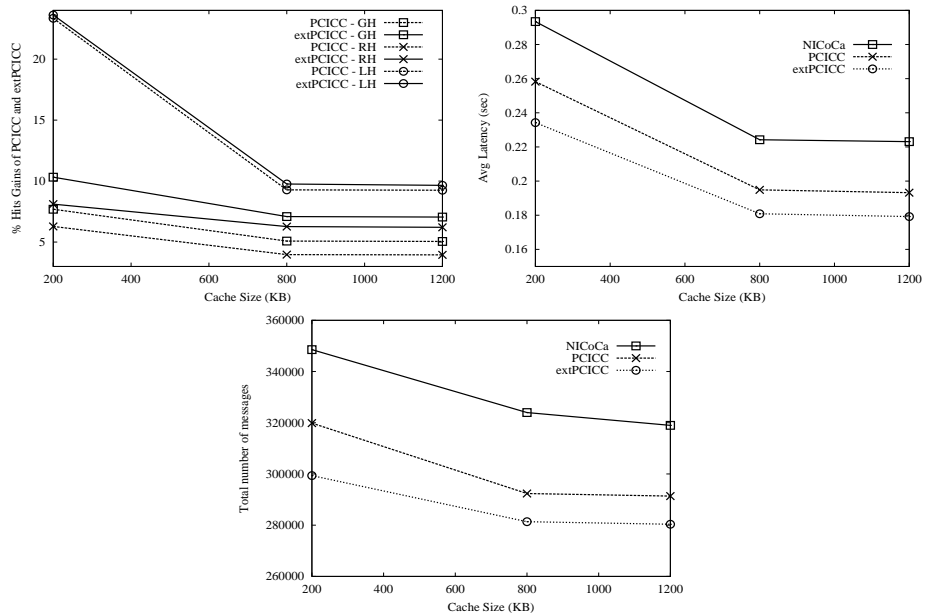 % Hits Gains of PCICC and extPCICC
20
15
10
5
200
400
600
800
1000
1200
Cache Size (KB)
PCICC - GH
extPCICC - GH
PCICC - RH
extPCICC - RH
PCICC - LH
extPCICC - LH
Avg Latency (sec)
0.3
0.28
0.26
0.24
0.22
0.2
0.18
0.16
200
400
600
800
1000
1200
Cache Size (KB)
NICoCa
PCICC
extPCICC
Total number of messages
360000
340000
320000
300000
280000
260000
200
400
600
800
1000
1200
Cache Size (KB)
NICoCa
PCICC
extPCICC